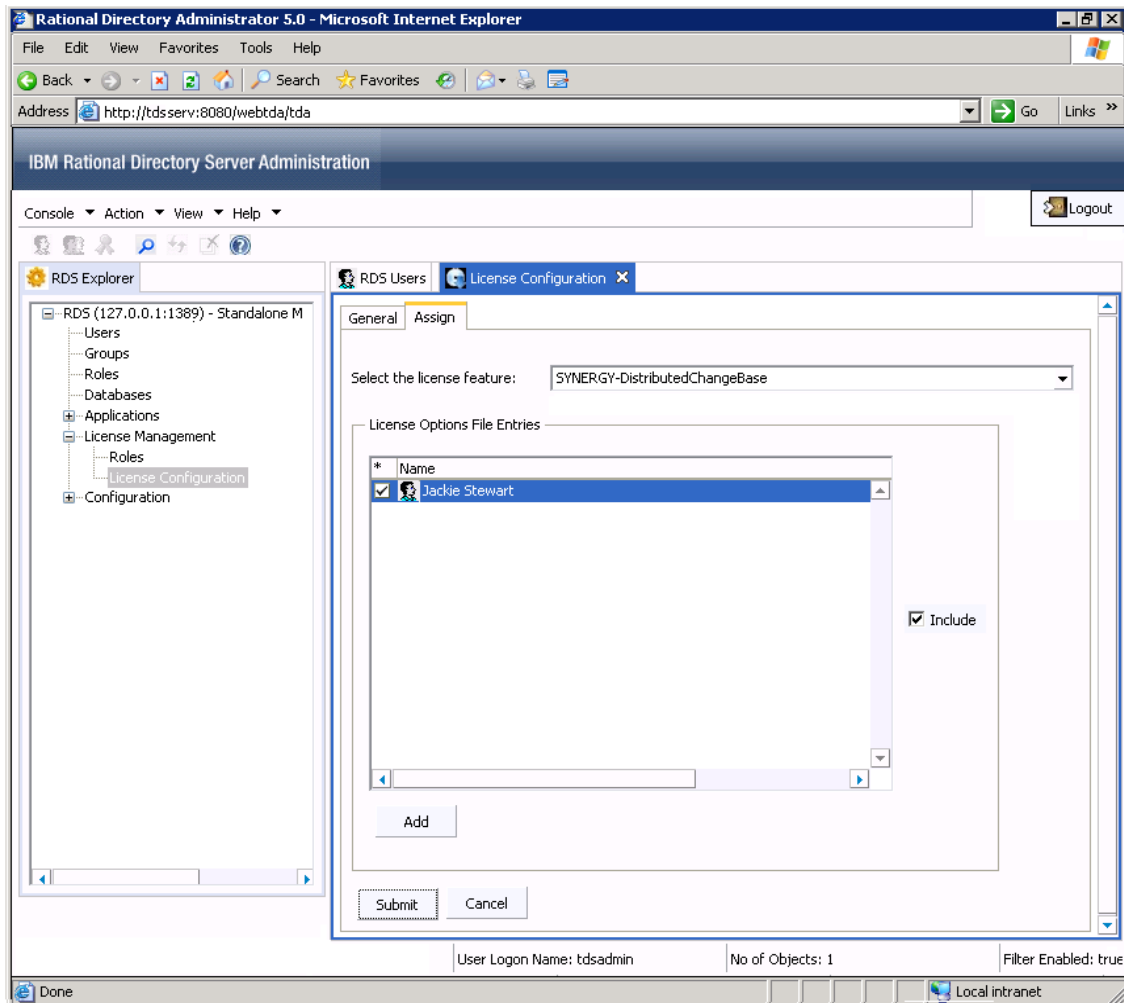 Rational Directory Administrator 5.0 - Microsoft Internet Explorer
File Edit View Favorites Tools Help
Back Search Favorites
Address http://tdsserv:8080/webtda/tda Go Links »
IBM Rational Directory Server Administration
Console Action View Help Logout
RDS Explorer
RDS Users License Configuration
RDS (127.0.0.1:1389) - Standalone M
Users
Groups
Roles
Databases
Applications
License Management
Roles
License Configuration
Configuration
General Assign
Select the license feature: SYNERGY-DistributedChangeBase
License Options File Entries
* Name
Jackie Stewart
Include
Add
Submit Cancel
User Logon Name: tdsadmin No of Objects: 1 Filter Enabled: true
Done Local intranet